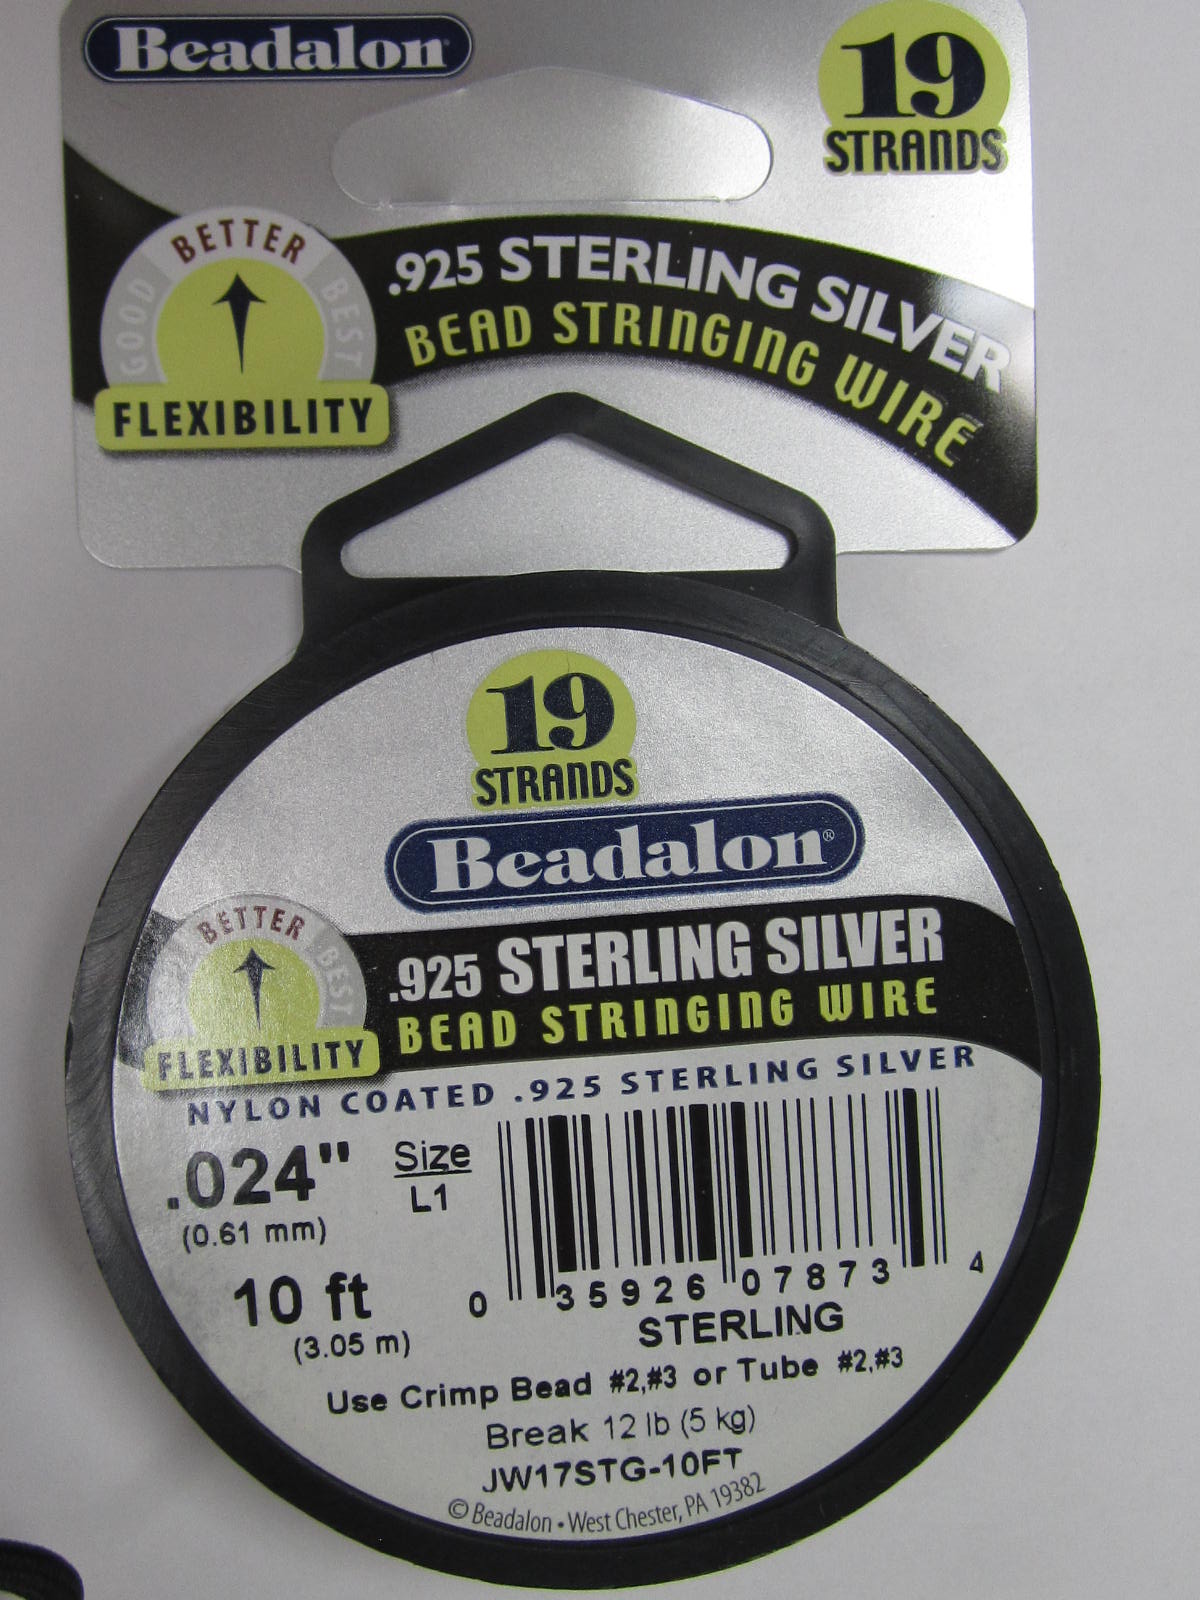 Beadalon®
19
STRANDS
GOOD BETTER BEST
FLEXIBILITY
.925 STERLING SILVER
BEAD STRINGING WIRE
19
STRANDS
Beadalon®
BETTER BEST
FLEXIBILITY
.925 STERLING SILVER
BEAD STRINGING WIRE
NYLON COATED .925 STERLING SILVER
.024"
(0.61 mm)
Size
L1
10 ft
(3.05 m)
0 35926 07873 4
STERLING
Use Crimp Bead #2,#3 or Tube #2,#3
Break 12 lb (5 kg)
JW17STG-10FT
© Beadalon • West Chester, PA 19382